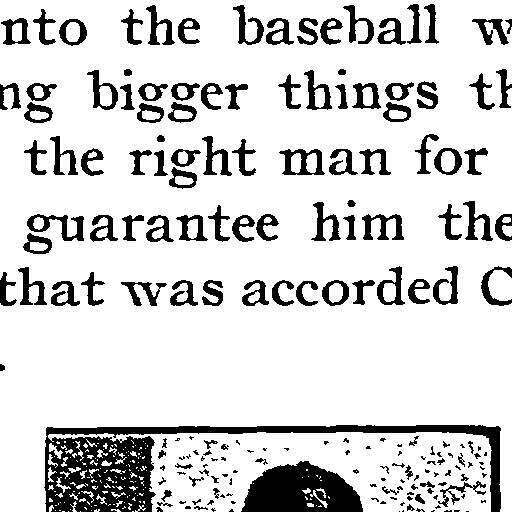 nto the baseball w
ng bigger things th
the right man for
guarantee him the
that was accorded C
.